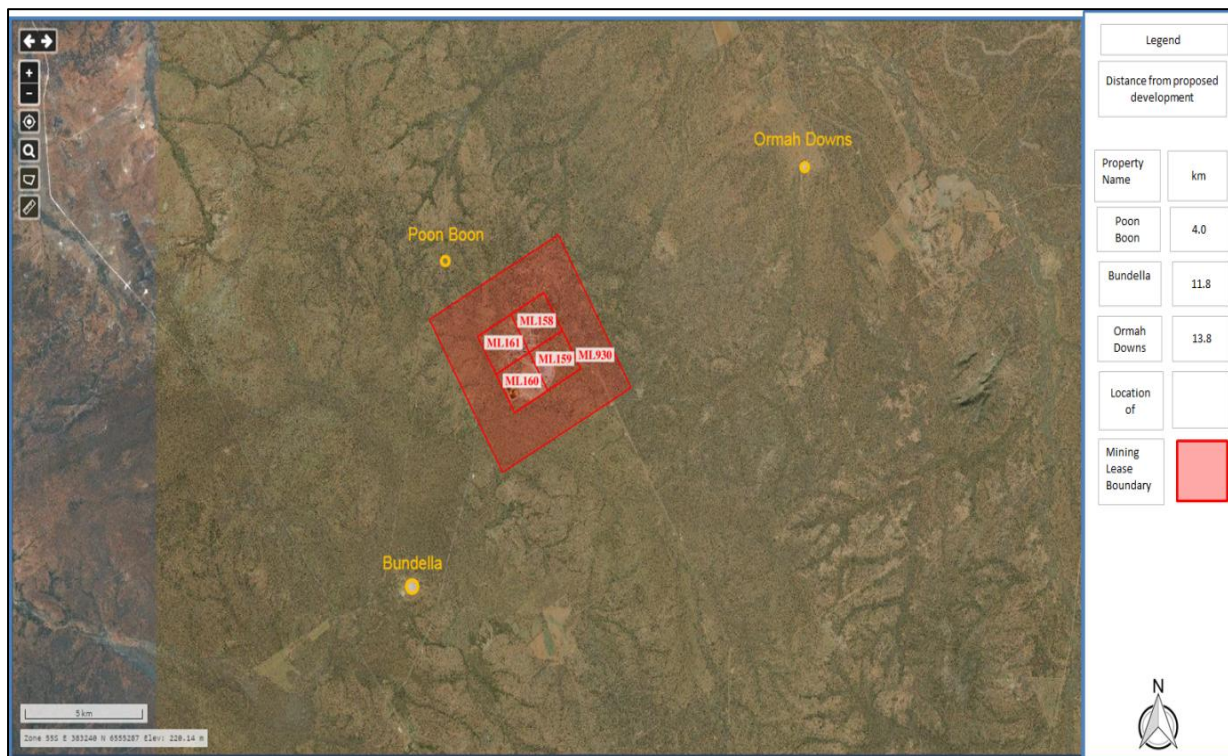 Ormah Downs
Poon Boon
ML158
ML161
ML159
ML930
ML160
Bundella
5 km
Zone 55S E 383240 N 6555287 Elev: 220.14 m
Legend
Distance from proposed
development
Property
Name
km
Poon
Boon
4.0
Bundella
11.8
Ormah
Downs
13.8
Location
of
Mining
Lease
Boundary
N